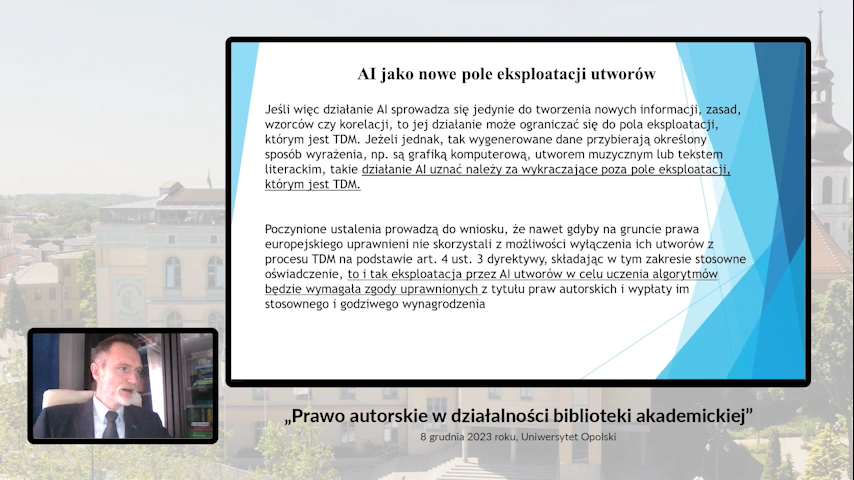 AI jako nowe pole eksploatacji utworów
Jeśli więc działanie AI sprowadza się jedynie do tworzenia nowych informacji, zasad,
wzorców czy korelacji, to jej działanie może ograniczać się do pola eksploatacji,
którym jest TDM. Jeżeli jednak, tak wygenerowane dane przybierają określony
sposób wyrażenia, np. są grafiką komputerową, utworem muzycznym lub tekstem
literackim, takie działanie AI uznać należy za wykraczające poza pole eksploatacji,
którym jest TDM.
Poczynione ustalenia prowadzą do wniosku, że nawet gdyby na gruncie prawa
europejskiego uprawnieni nie skorzystali z możliwości wyłączenia ich utworów z
procesu TDM na podstawie art. 4 ust. 3 dyrektywy, składając w tym zakresie stosowne
oświadczenie, to i tak eksploatacja przez AI utworów w celu uczenia algorytmów
będzie wymagała zgody uprawnionych z tytułu praw autorskich i wypłaty im
stosownego i godziwego wynagrodzenia
„Prawo autorskie w działalności biblioteki akademickiej”
8 grudnia 2023 roku, Uniwersytet Opolski